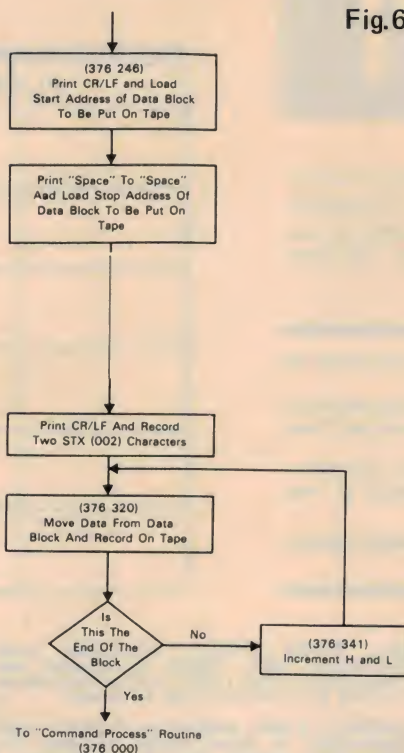 Fig.6
(376 246)
Print CR/LF and Load
Start Address of Data Block
To Be Put On Tape
Print "Space" To "Space"
Aad Load Stop Address Of
Data Block To Be Put On
Tape
Print CR/LF And Record
Two STX (002) Characters
(376 320)
Move Data From Data
Block And Record On Tape
Is
This The
End Of The
Block
No
(376 341)
Increment H and L
Yes
To "Command Process" Routine
(376 000)